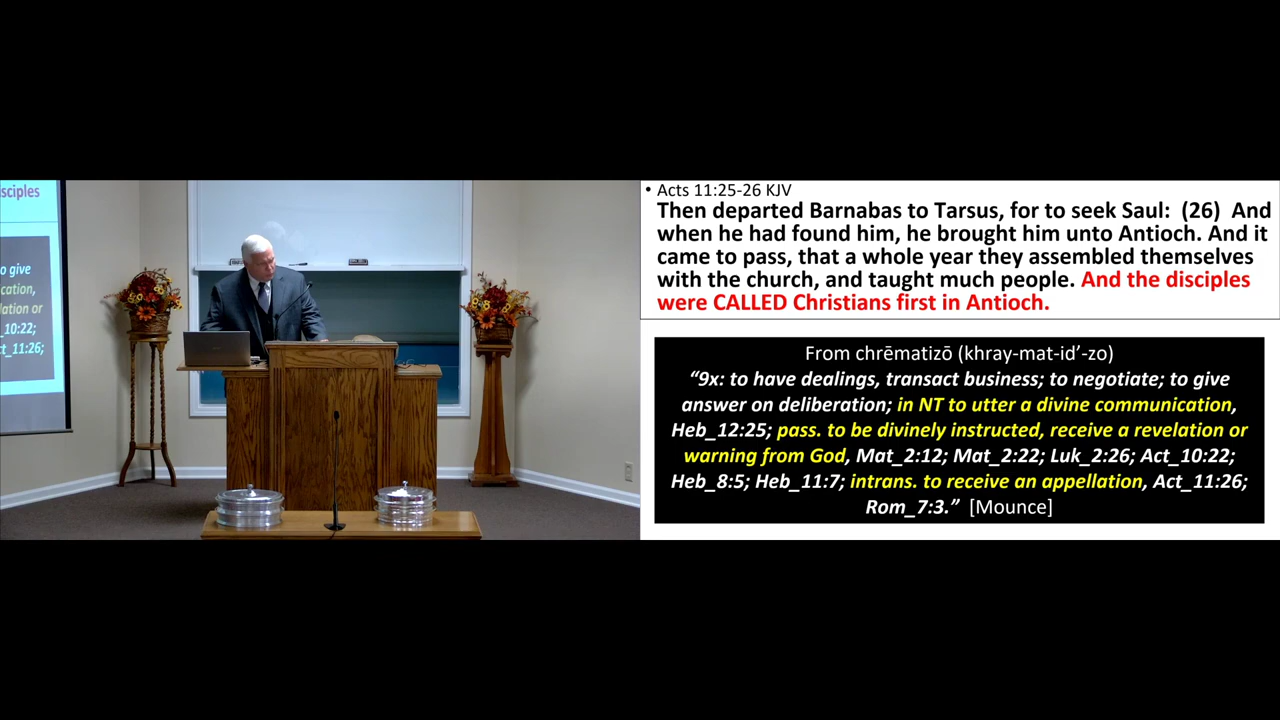 sciples
o give
cation,
lation or
_10:22;
ct_11:26;
• Acts 11:25-26 KJV
Then departed Barnabas to Tarsus, for to seek Saul: (26) And
when he had found him, he brought him unto Antioch. And it
came to pass, that a whole year they assembled themselves
with the church, and taught much people. And the disciples
were CALLED Christians first in Antioch.
From chrēmatizō (khray-mat-id’-zo)
“9x: to have dealings, transact business; to negotiate; to give
answer on deliberation; in NT to utter a divine communication,
Heb_12:25; pass. to be divinely instructed, receive a revelation or
warning from God, Mat_2:12; Mat_2:22; Luk_2:26; Act_10:22;
Heb_8:5; Heb_11:7; intrans. to receive an appellation, Act_11:26;
Rom_7:3.” [Mounce]